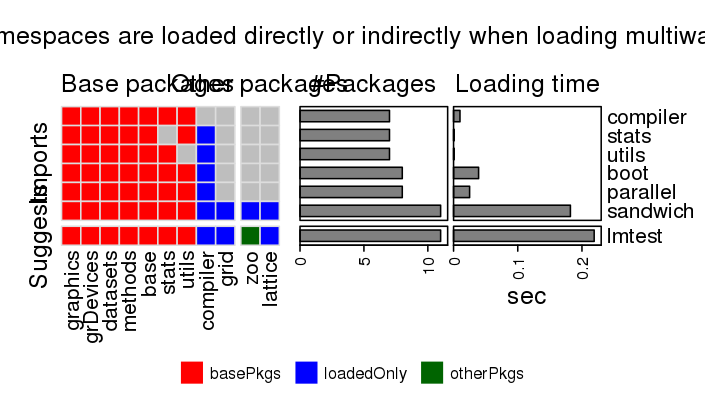 mespaces are loaded directly or indirectly when loading multiwa
Base packages
Other packages
#Packages
Loading time
Imports
Suggests
compiler
stats
utils
boot
parallel
sandwich
lmtest
graphics
grDevices
datasets
methods
base
stats
utils
compiler
grid
zoo
lattice
0
5
10
0
0.1
0.2
sec
basePkgs
loadedOnly
otherPkgs